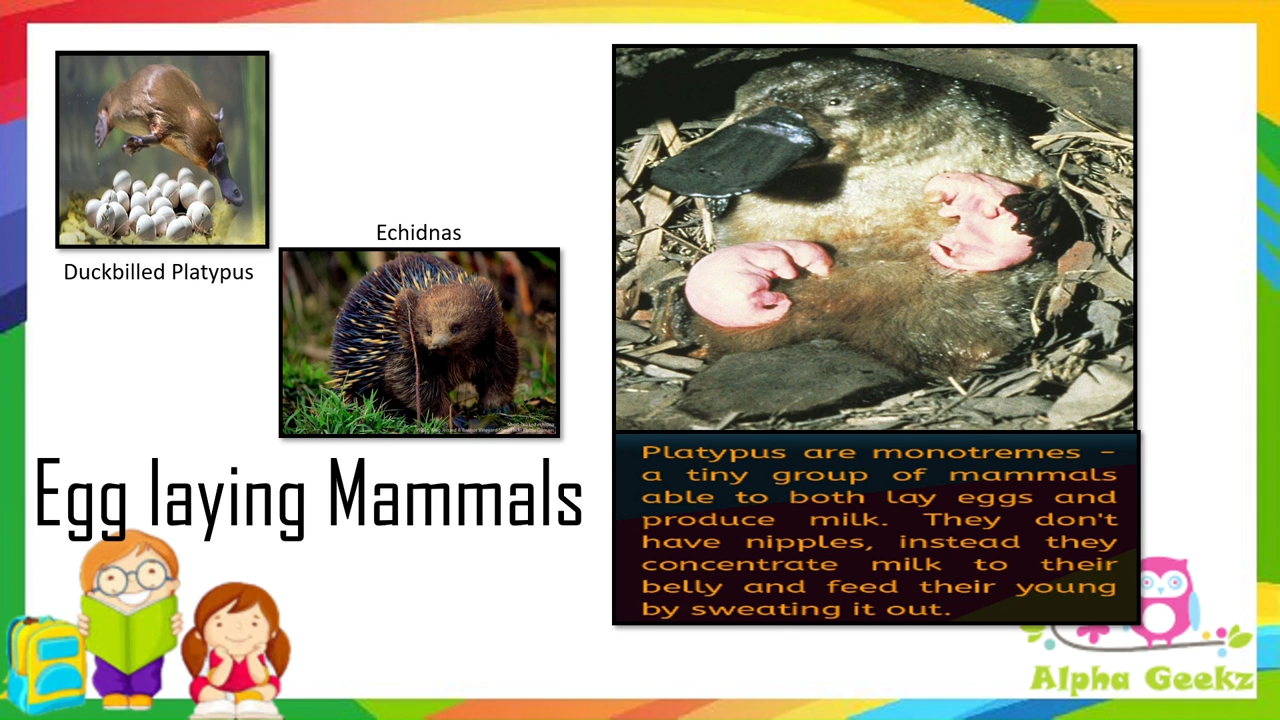 Duckbilled Platypus
Echidnas
Egg laying Mammals
Platypus are monotremes -
a tiny group of mammals
able to both lay eggs and
produce milk. They don't
have nipples, instead they
concentrate milk to their
belly and feed their young
by sweating it out.
Alpha Geekz